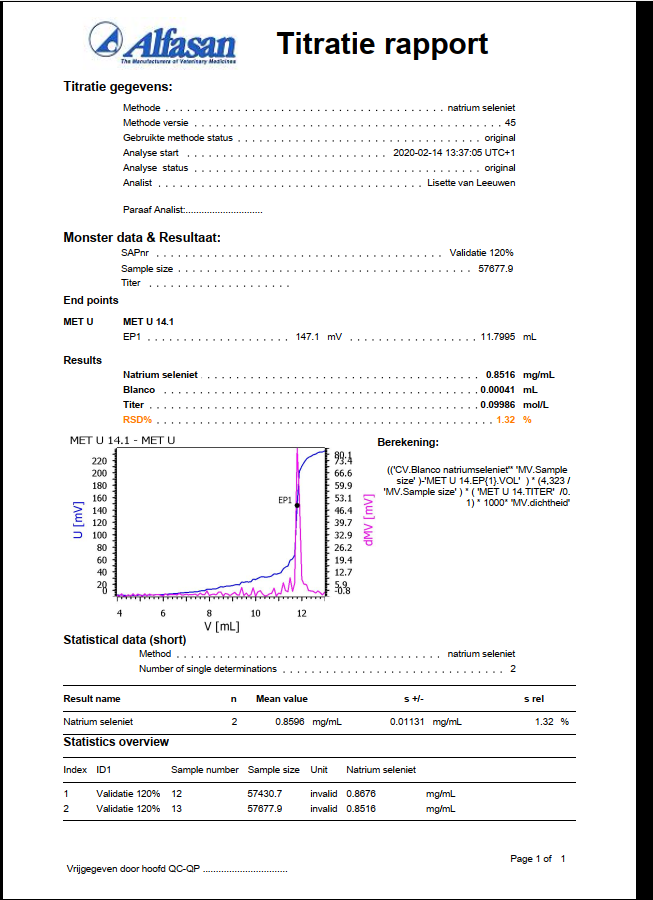 Alfasan
The Manufacturers of Veterinary Medicines
Titratie rapport
Titratie gegevens:
Methode . . . . . . . . . . . . . . . . . . . . natrium seleniet
Methode versie . . . . . . . . . . . . . . . . . . . . 45
Gebruikte methode status . . . . . . . . . . . . . . . . . . . . original
Analyse start . . . . . . . . . . . . . . . . . . . . 2020-02-14 13:37:05 UTC+1
Analyse status . . . . . . . . . . . . . . . . . . . . original
Analist . . . . . . . . . . . . . . . . . . . . Lisette van Leeuwen
Paraaf Analist:.............................
Monster data & Resultaat:
SAPnr . . . . . . . . . . . . . . . . . . . . Validatie 120%
Sample size . . . . . . . . . . . . . . . . . . . . 57677.9
Titer . . . . . . . . . . . . . . . . . . . .
End points
MET U MET U 14.1
EP1 . . . . . . . . . . . . . . . . . . . . 147.1 mV . . . . . . . . . . . . . . . . . . . . 11.7995 mL
Results
Natrium seleniet . . . . . . . . . . . . . . . . . . . . 0.8516 mg/mL
Blanco . . . . . . . . . . . . . . . . . . . . 0.00041 mL
Titer . . . . . . . . . . . . . . . . . . . . 0.09986 mol/L
RSD% . . . . . . . . . . . . . . . . . . . . 1.32 %
MET U 14.1 - MET U
220
200
180
160
140
120
100
80
60
40
20
0
U [mV]
EP1
80.1
73.4
66.6
59.9
53.1
46.4
39.7
32.9
26.2
19.4
12.7
5.9
-0.8
dMV [mV]
4 6 8 10 12
V [mL]
Berekening:
(('CV.Blanco natriumseleniet'* 'MV.Sample
size' )-'MET U 14.EP{1}.VOL' ) * (4,323 /
'MV.Sample size' ) * ( 'MET U 14.TITER' /0.
1) * 1000* 'MV.dichtheid'
Statistical data (short)
Method . . . . . . . . . . . . . . . . . . . . natrium seleniet
Number of single determinations . . . . . . . . . . . . . . . . . . . . 2
Result name n Mean value s +/- s rel
Natrium seleniet 2 0.8596 mg/mL 0.01131 mg/mL 1.32 %
Statistics overview
Index ID1 Sample number Sample size Unit Natrium seleniet
1 Validatie 120% 12 57430.7 invalid 0.8676 mg/mL
2 Validatie 120% 13 57677.9 invalid 0.8516 mg/mL
Page 1 of 1
Vrijgegeven door hoofd QC-QP ................................